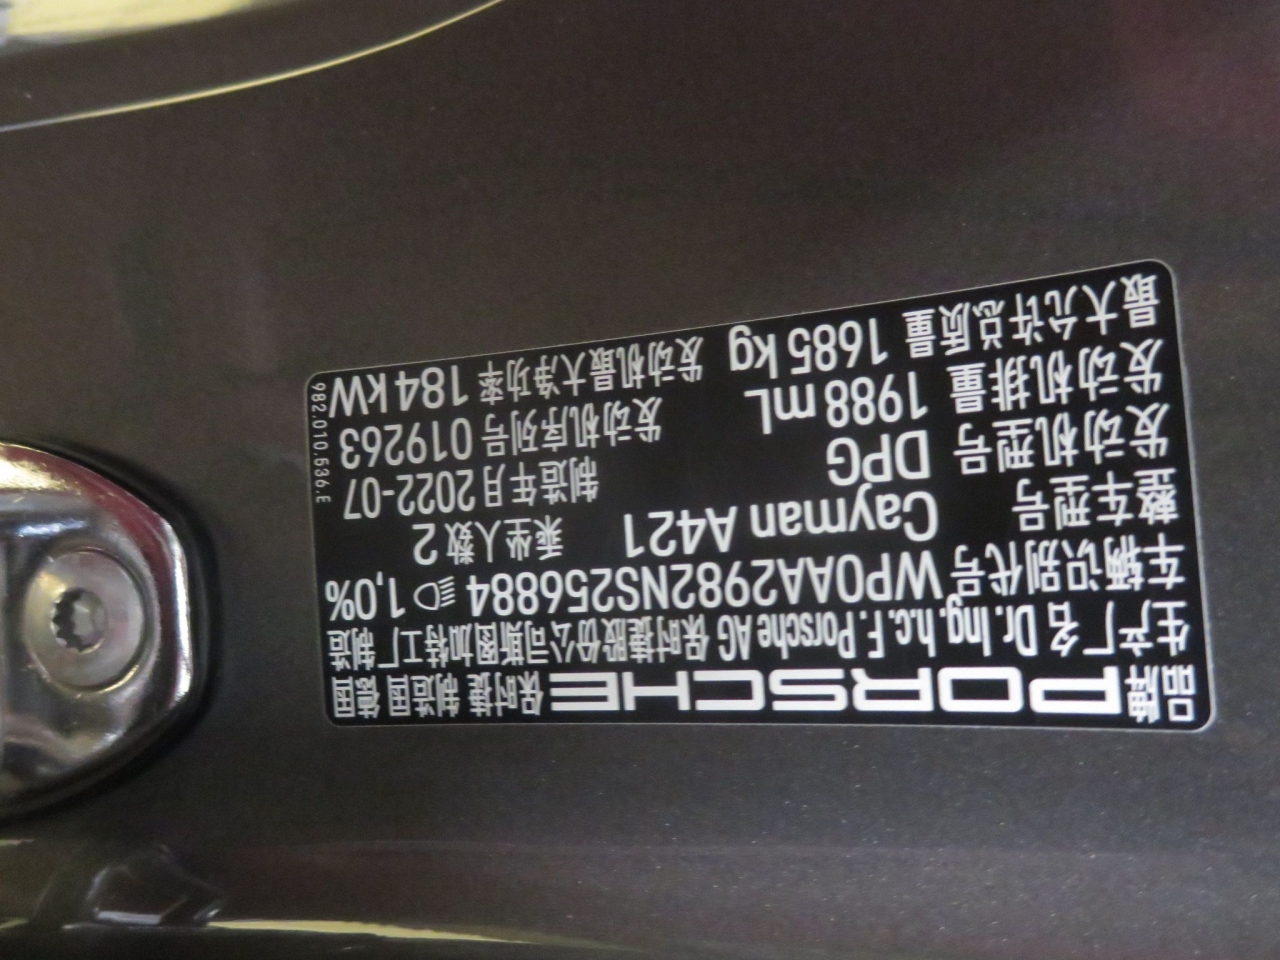 品牌 PORSCHE 保时捷 制造国 德国
生产厂名 Dr. Ing. h.c. F. Porsche AG 保时捷股份公司斯图加特工厂制造
车辆识别代号 WP0AA2982NS256884 1,0%
整车型号 Cayman A421 乘坐人数 2
发动机型号 DPG 制造年月 2022-07
发动机排量 1988 mL 发动机序列号 019263
最大允许总质量 1685 kg 发动机最大净功率 184 kW
982.010.536.E